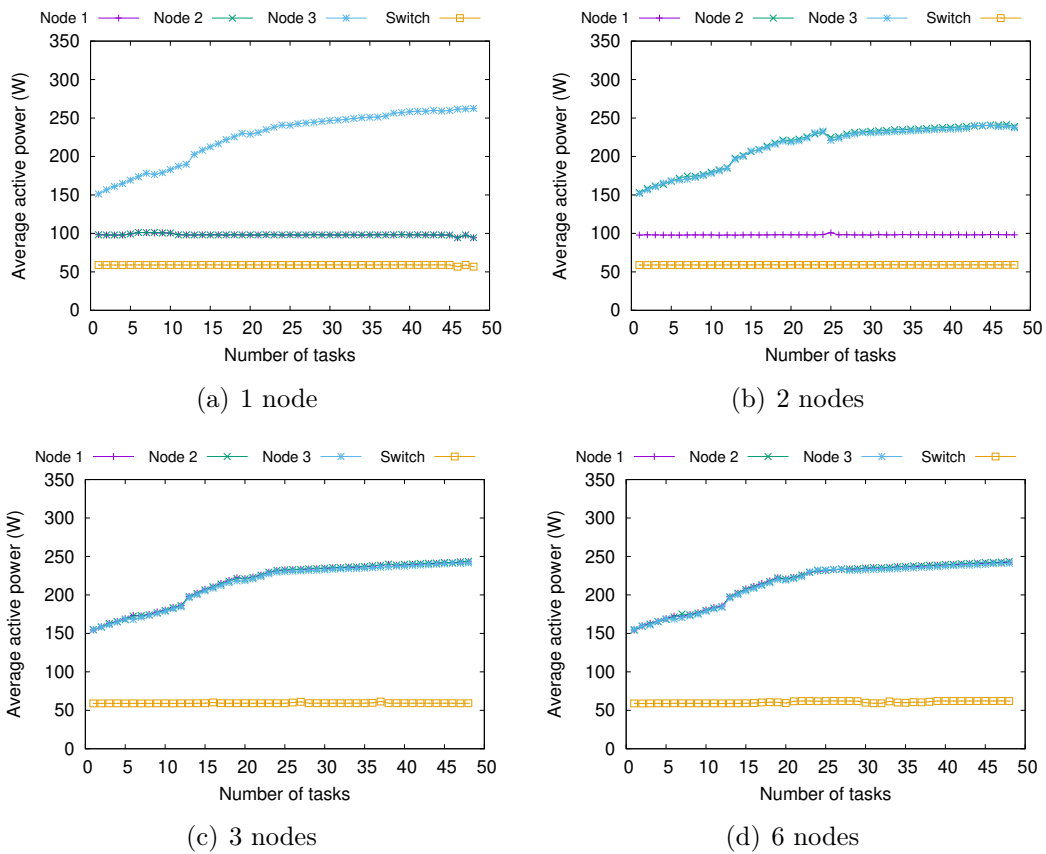 Node 1 Node 2 Node 3 Switch
350
300
250
200
150
100
50
0
Average active power (W)
0 5 10 15 20 25 30 35 40 45 50
Number of tasks
(a) 1 node
Node 1 Node 2 Node 3 Switch
350
300
250
200
150
100
50
0
Average active power (W)
0 5 10 15 20 25 30 35 40 45 50
Number of tasks
(b) 2 nodes
Node 1 Node 2 Node 3 Switch
350
300
250
200
150
100
50
0
Average active power (W)
0 5 10 15 20 25 30 35 40 45 50
Number of tasks
(c) 3 nodes
Node 1 Node 2 Node 3 Switch
350
300
250
200
150
100
50
0
Average active power (W)
0 5 10 15 20 25 30 35 40 45 50
Number of tasks
(d) 6 nodes